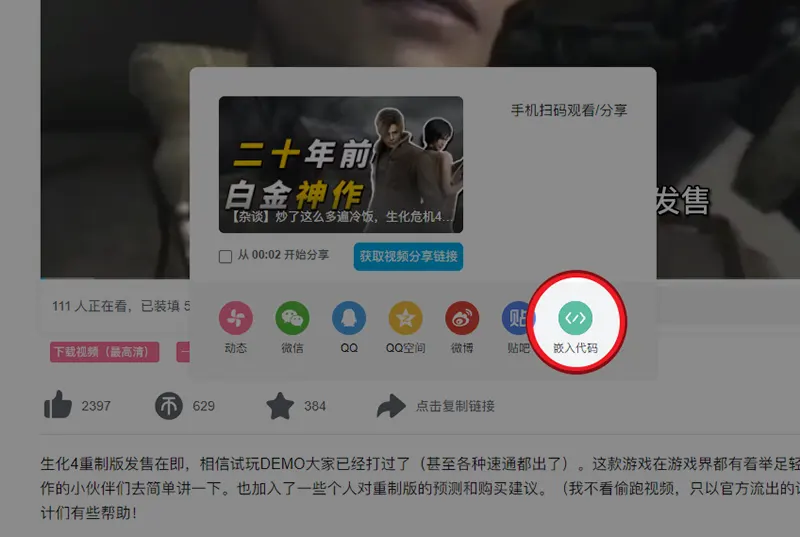 手机扫码观看/分享
二十年前
白金神作
【杂谈】炒了这么多遍冷饭，生化危机4...
发售
从 00:02 开始分享
获取视频分享链接
111 人正在看，已装填 5
动态
微信
QQ
QQ空间
微博
贴吧
嵌入代码
下载视频（最高清）
2397
629
384
点击复制链接
生化4重制版发售在即，相信试玩DEMO大家已经打过了（甚至各种速通都出了）。这款游戏在游戏界都有着举足轻
作的小伙伴们去简单讲一下。也加入了一些个人对重制版的预测和购买建议。（我不看偷跑视频，只以官方流出的
计们有些帮助！